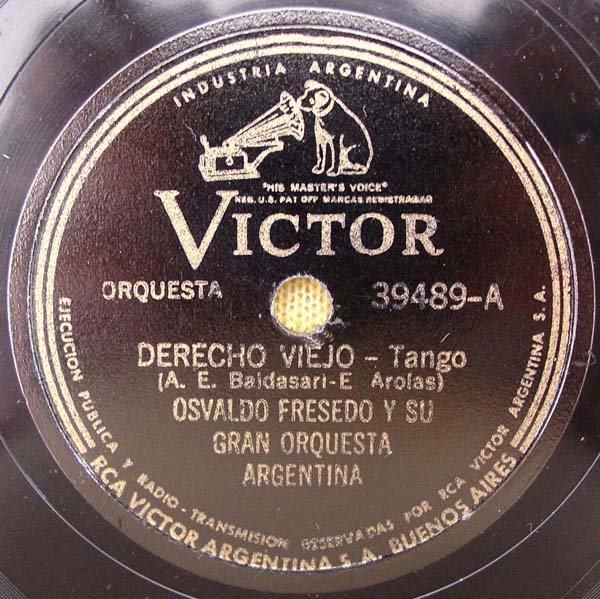 INDUSTRIA ARGENTINA
"HIS MASTER'S VOICE"
REG. U.S. PAT OFF MARCAS REGISTRADAS
VICTOR
ORQUESTA
39489-A
DERECHO VIEJO - Tango
(A. E. Baldasari-E Arolas)
OSVALDO FRESEDO Y SU
GRAN ORQUESTA
ARGENTINA
EJECUCION PUBLICA Y RADIO-TRANSMISION RESERVADAS POR RCA VICTOR ARGENTINA S.A.
RCA VICTOR ARGENTINA S.A. BUENOS AIRES